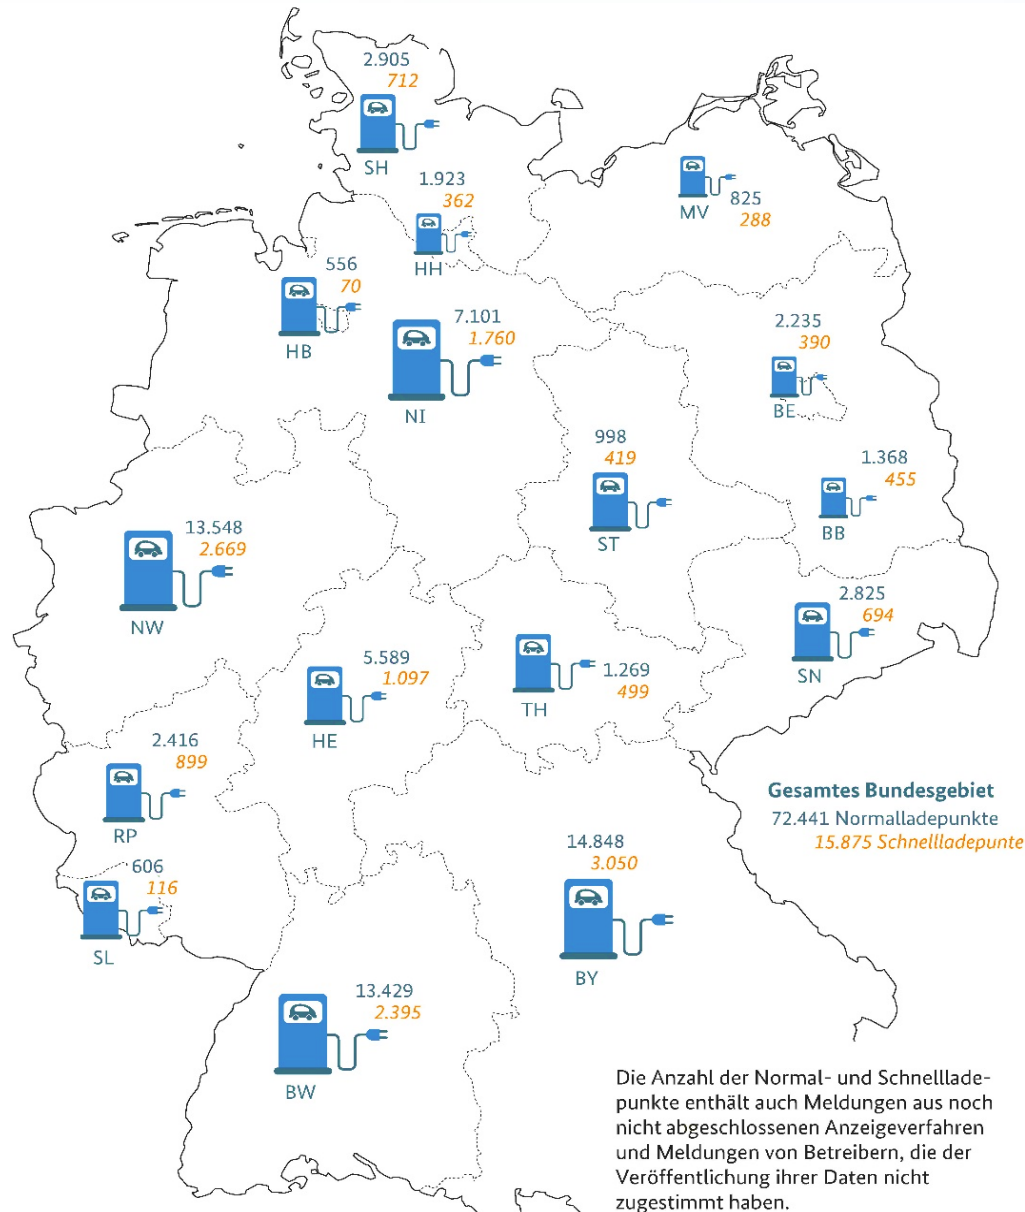 2.905
712
SH
1.923
362
HH
825
288
MV
556
70
HB
7.101
1.760
NI
2.235
390
BE
998
419
ST
1.368
455
BB
13.548
2.669
NW
2.825
694
SN
5.589
1.097
HE
1.269
499
TH
2.416
899
RP
606
116
SL
14.848
3.050
BY
13.429
2.395
BW
Gesamtes Bundesgebiet
72.441 Normalladepunkte
15.875 Schnellladepunte
Die Anzahl der Normal- und Schnelllade-
punkte enthält auch Meldungen aus noch
nicht abgeschlossenen Anzeigeverfahren
und Meldungen von Betreibern, die der
Veröffentlichung ihrer Daten nicht
zugestimmt haben.